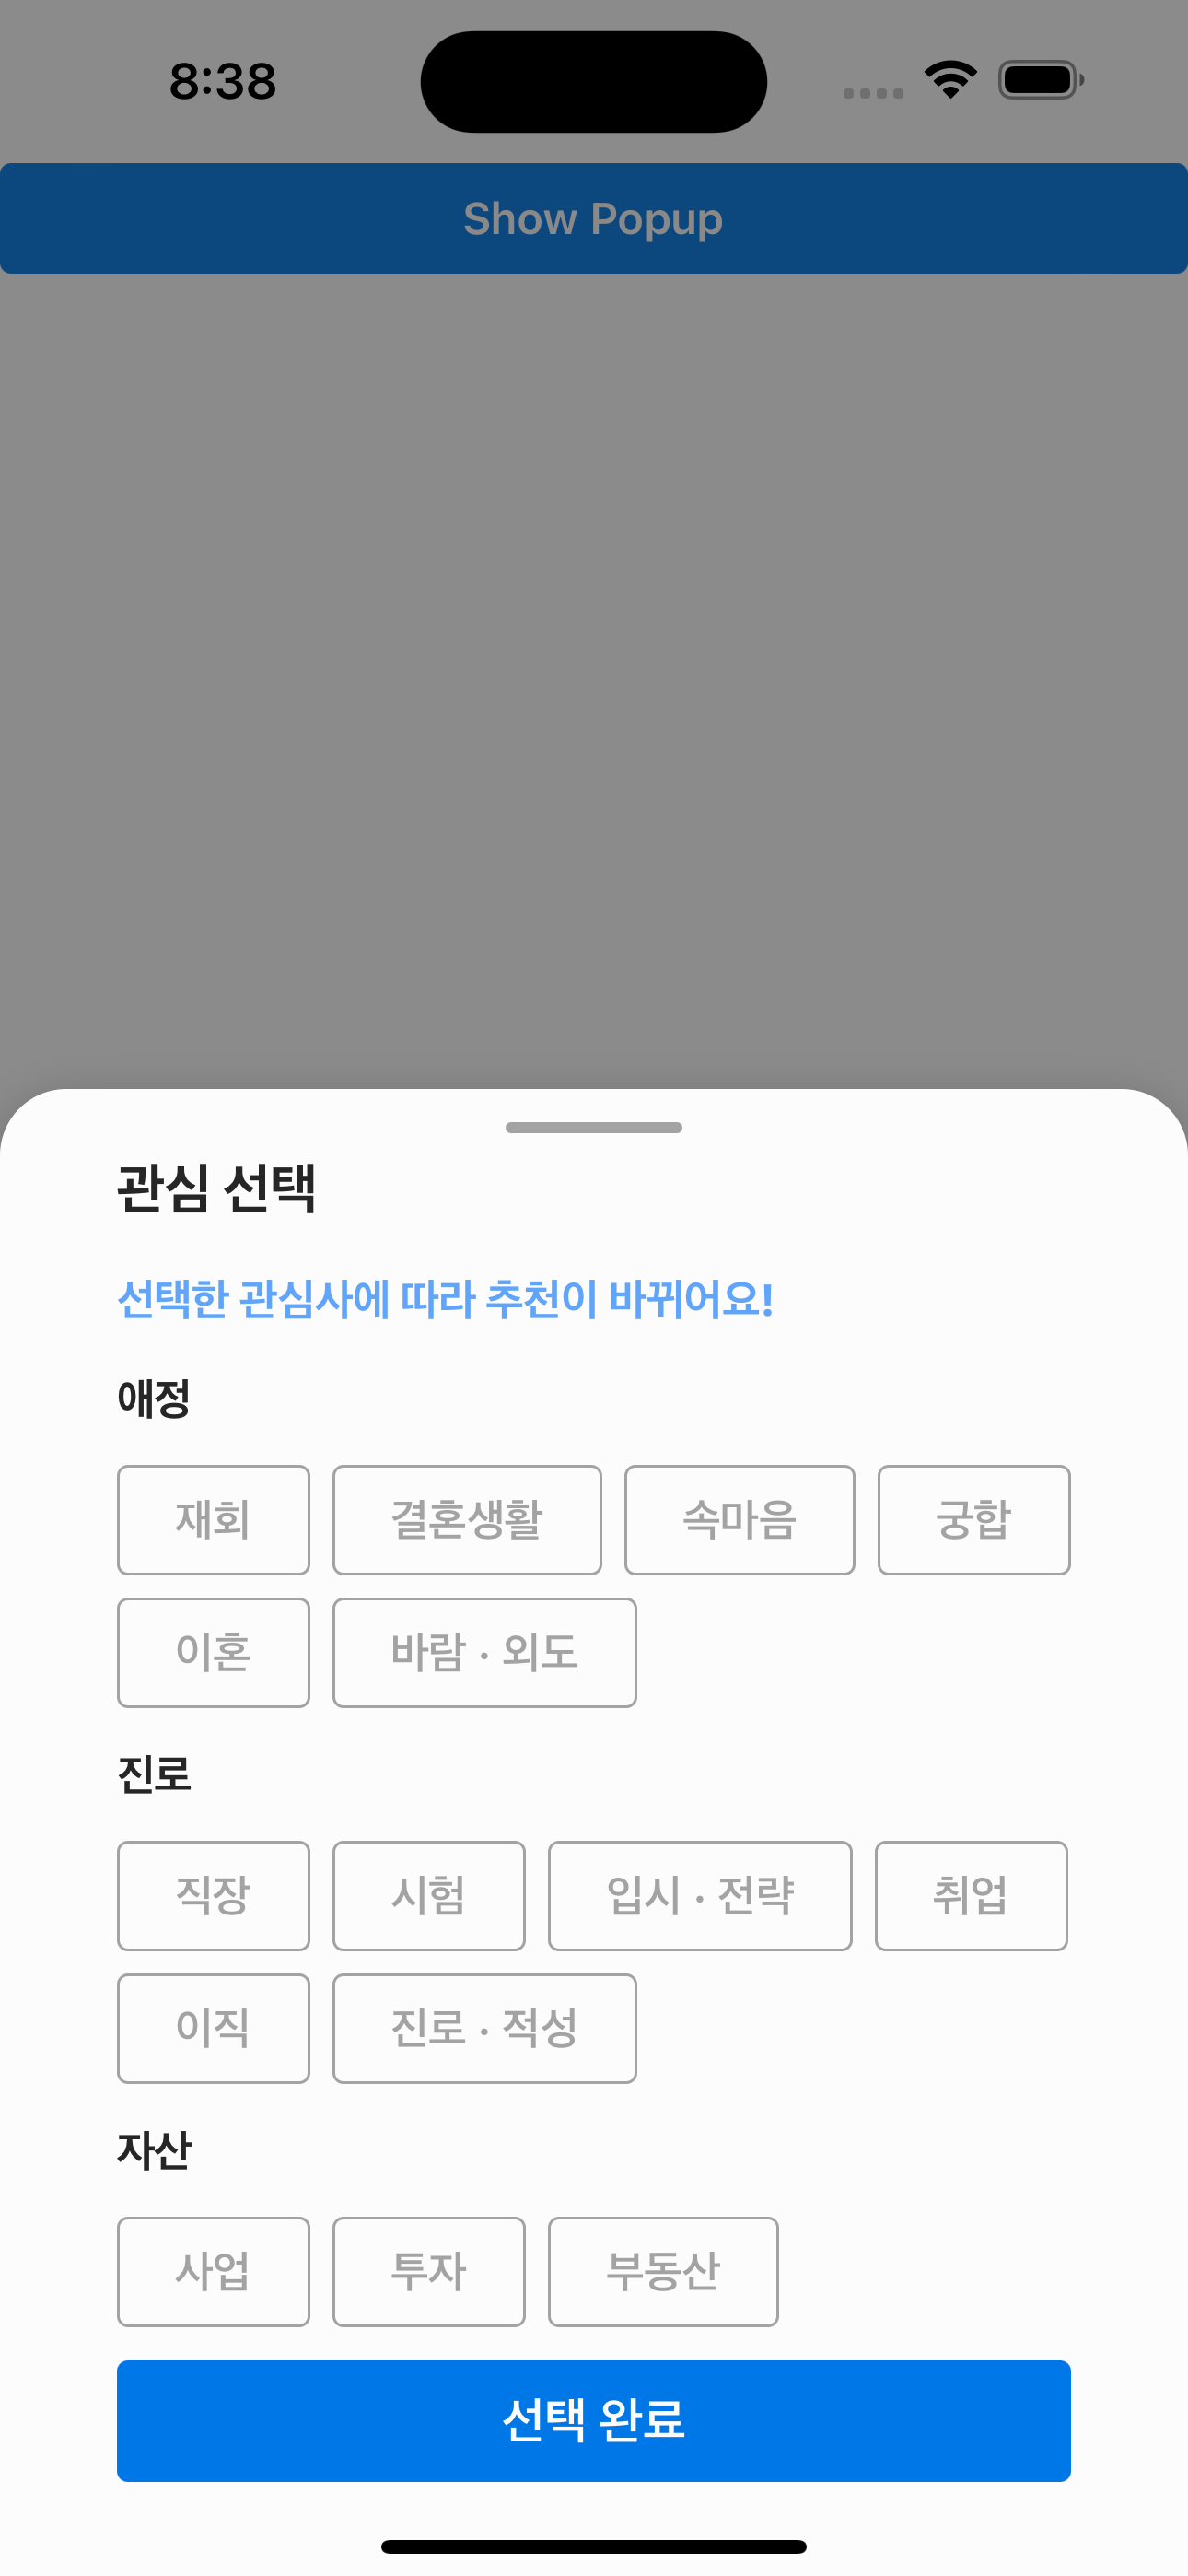 8:38
Show Popup
관심 선택
선택한 관심사에 따라 추천이 바뀌어요!
애정
재회 결혼생활 속마음 궁합
이혼 바람 · 외도
진로
직장 시험 입시 · 전략 취업
이직 진로 · 적성
자산
사업 투자 부동산
선택 완료